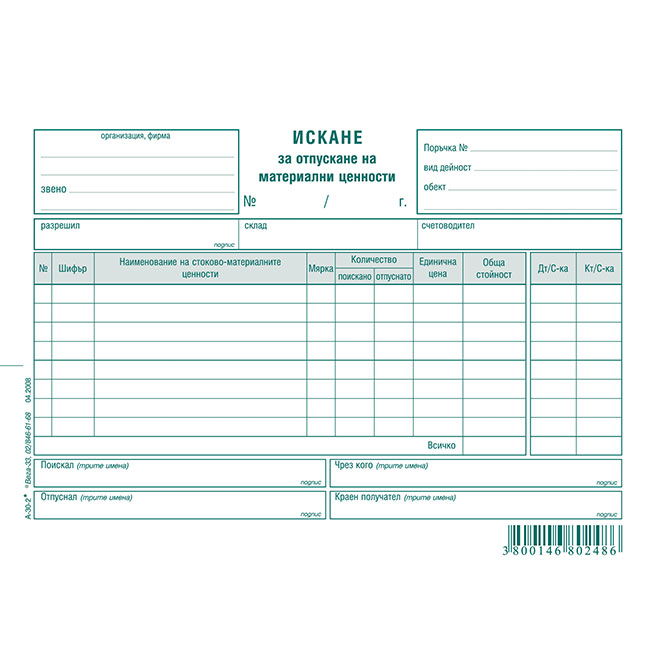 организация, фирма
звено
ИСКАНЕ
за отпускане на
материални ценности
№ / г.
Поръчка №
вид дейност
обект
разрешил
подпис
склад
счетоводител
№ Шифър Наименование на стоково-материалните ценности Мярка Количество поискано отпуснато Единична цена Обща стойност Дт/С-ка Кт/С-ка
Всичко
Поискал (трите имена)
подпис
Чрез кого (трите имена)
подпис
Отпуснал (трите имена)
подпис
Краен получател (трите имена)
подпис
А-30-2 ® Вега-33, 02/846-61-68 04.2008
3 800146 802486